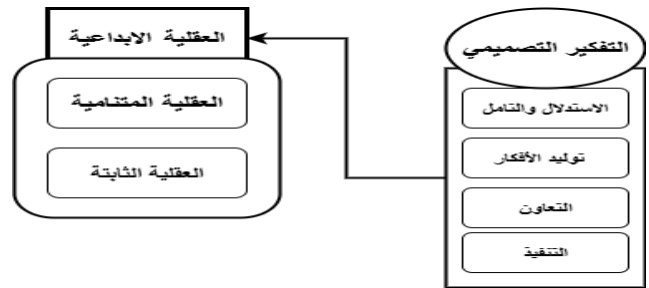 التفكير التصميمي
الاستدلال والتامل
توليد الأفكار
التعاون
التنفيذ
العقلية الابداعية
العقلية المتنامية
العقلية الثابتة